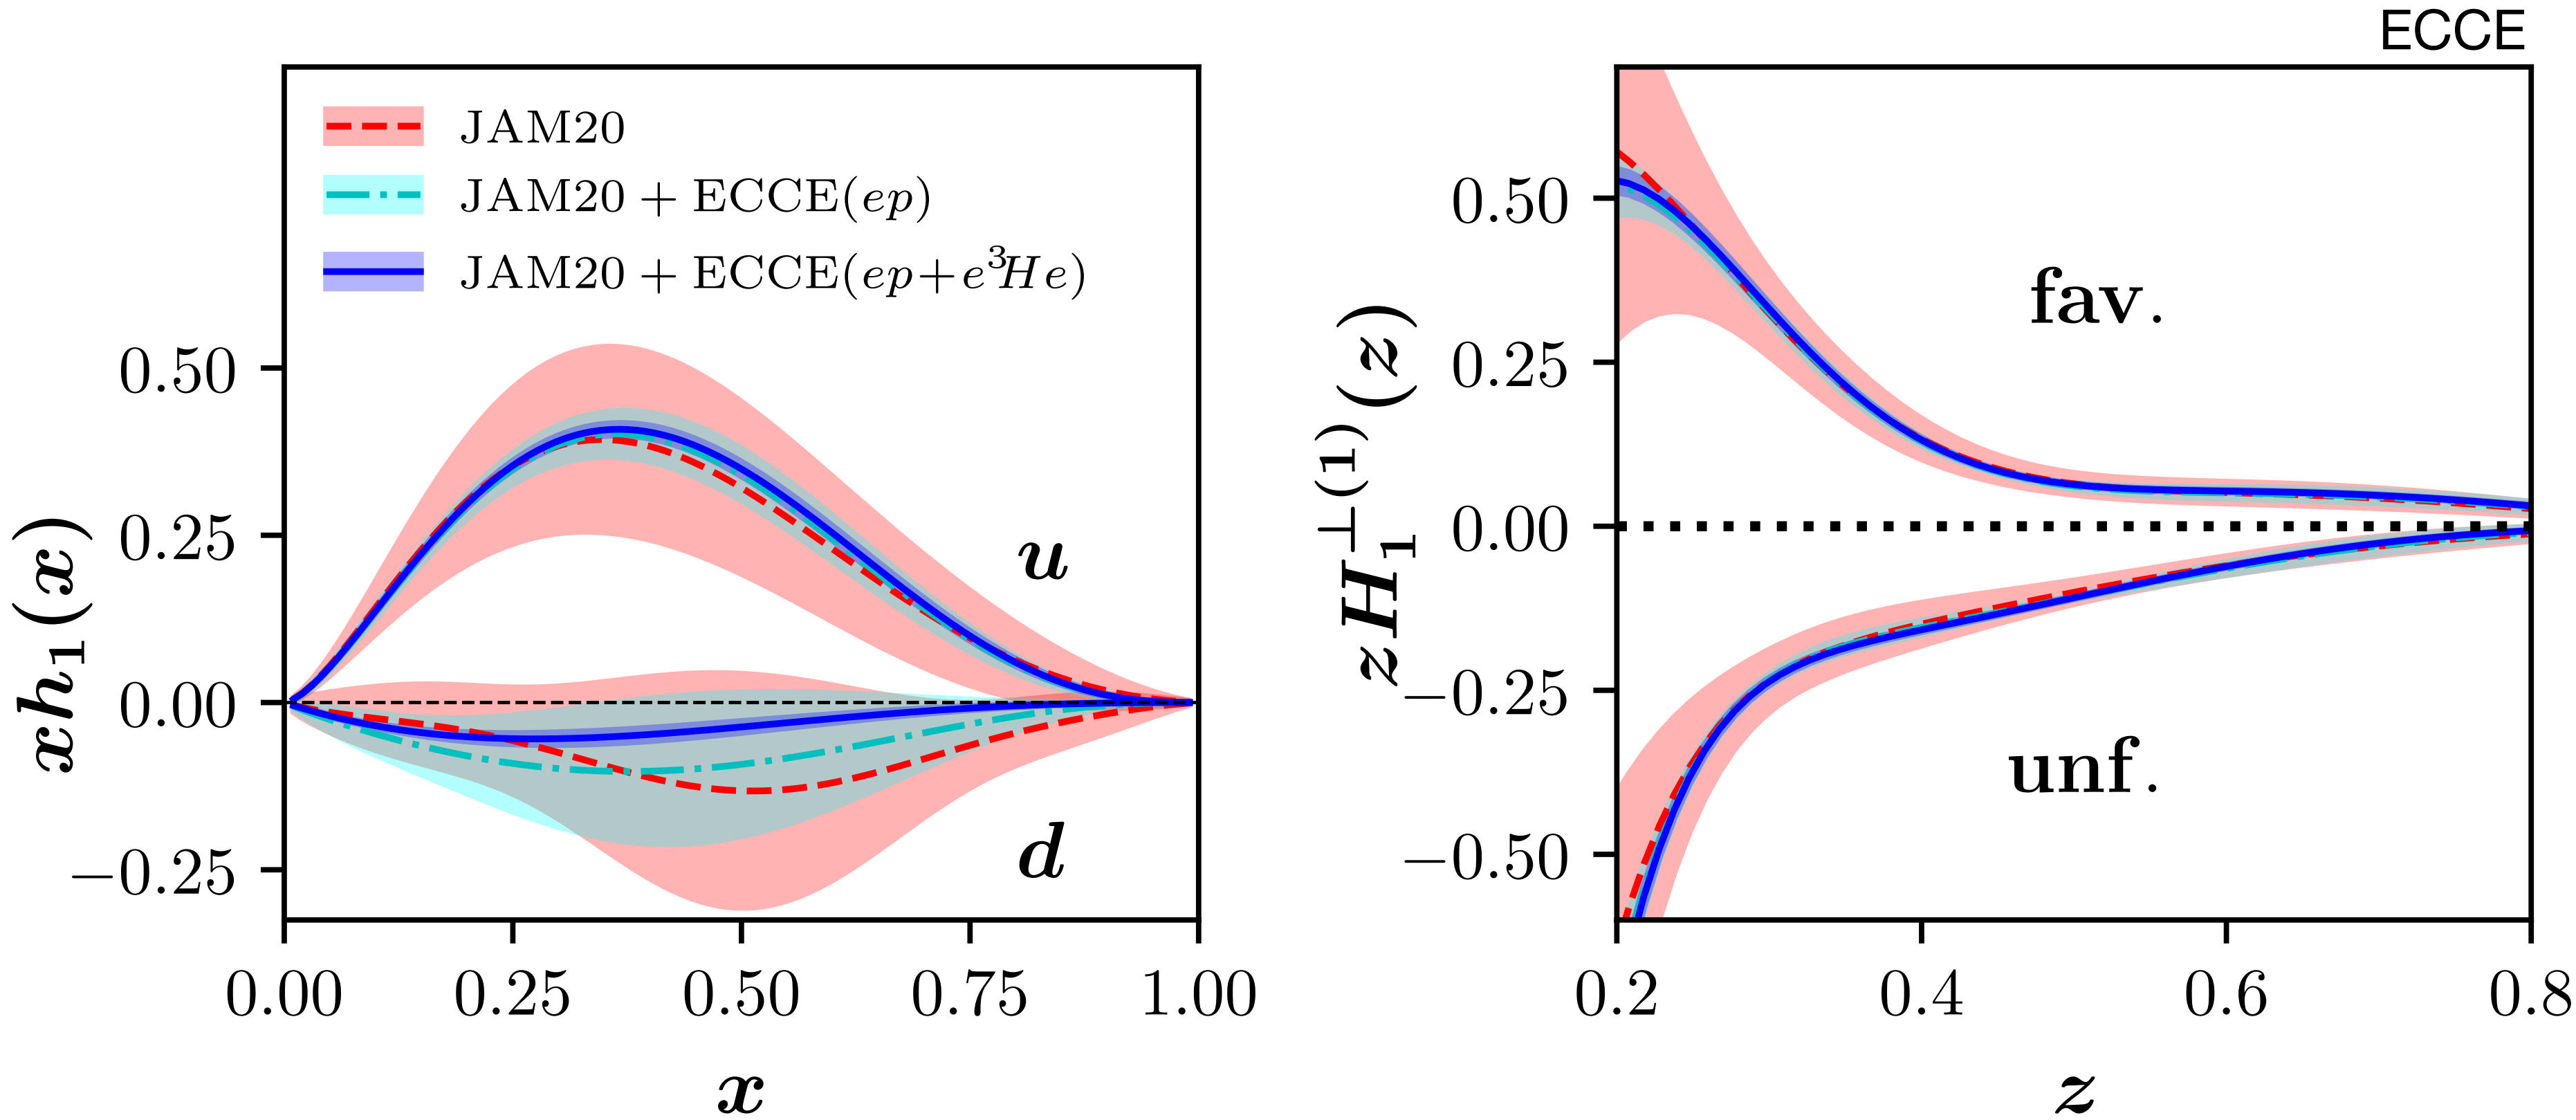 ECCE
JAM20
JAM20 + ECCE(ep)
JAM20 + ECCE(ep+e³He)
xh₁(x)
0.50
0.25
0.00
−0.25
u
d
0.00 0.25 0.50 0.75 1.00
x
zH₁^⊥(1)(z)
0.50
0.25
0.00
−0.25
−0.50
fav.
unf.
0.2 0.4 0.6 0.8
z